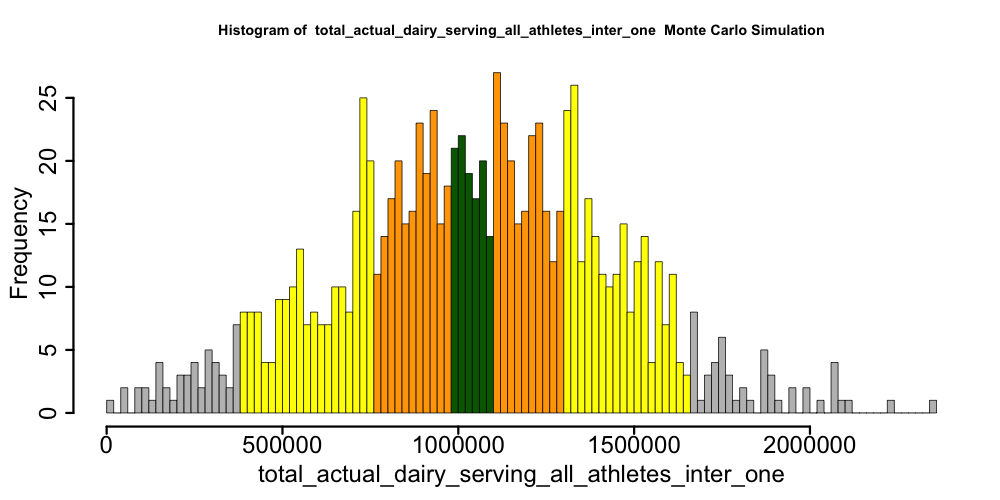 Histogram of  total_actual_dairy_serving_all_athletes_inter_one  Monte Carlo Simulation
25
20
15
10
5
0
Frequency
0 500000 1000000 1500000 2000000
total_actual_dairy_serving_all_athletes_inter_one